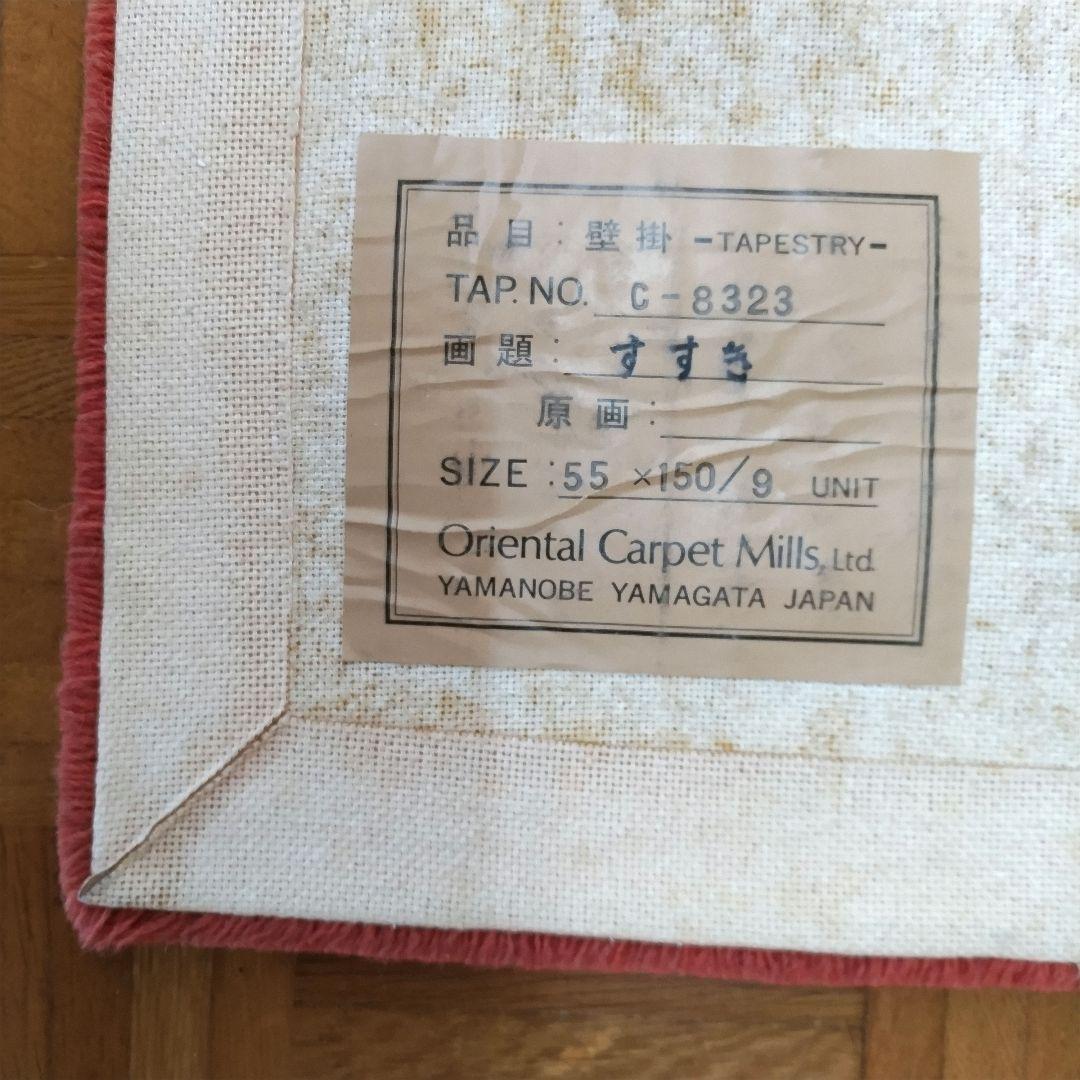 品目：壁掛 -TAPESTRY-
TAP. NO. C-8323
画題：すすき
原画：
SIZE：55 ×150/9 UNIT
Oriental Carpet Mills, Ltd.
YAMANOBE YAMAGATA JAPAN